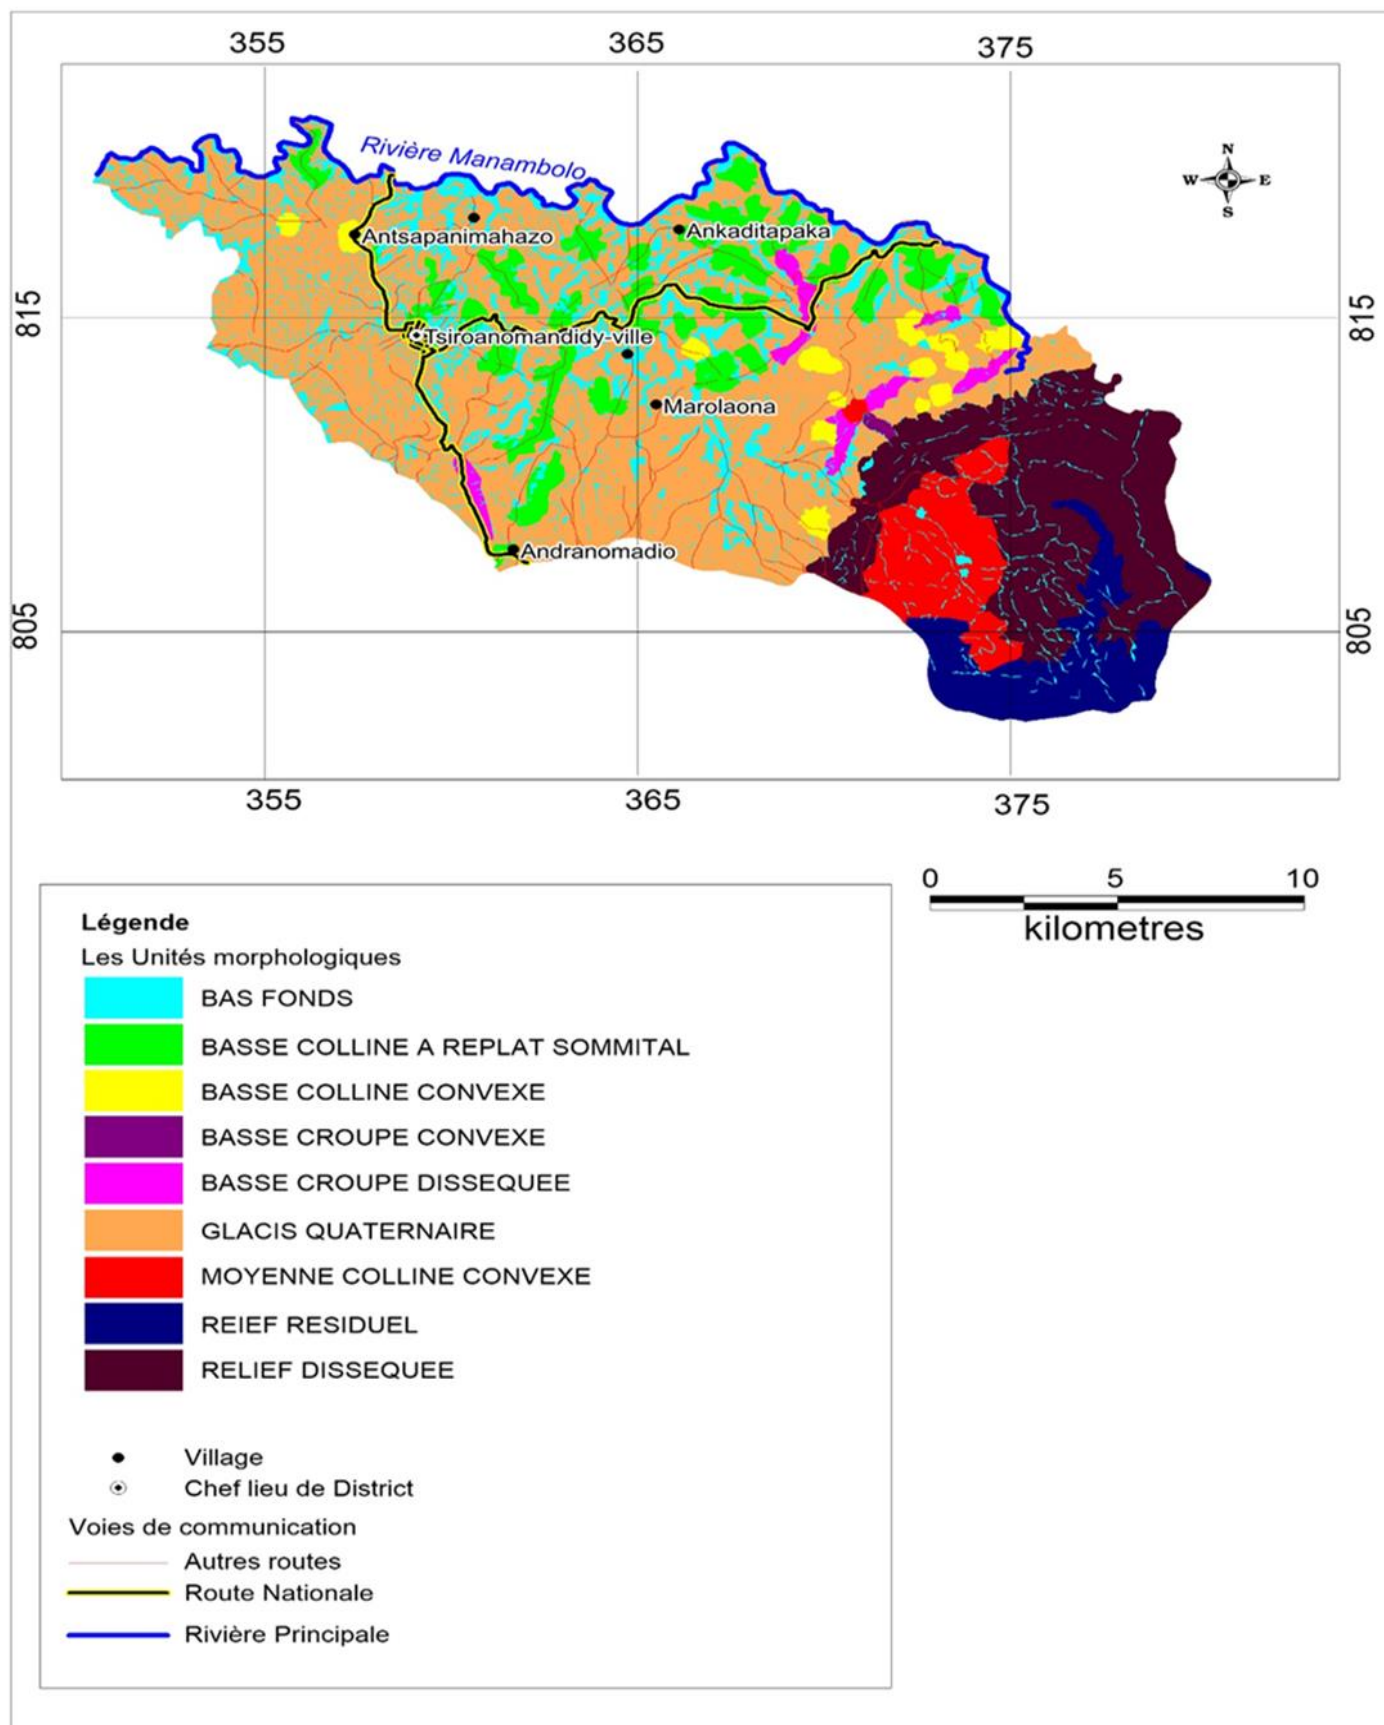 355 365 375
Rivière Manambolo
N
W E
S
Antsapanimahazo
Ankaditapaka
815 815
Tsiroanomandidy-ville
Marolaona
Andranomadio
805 805
355 365 375
0 5 10
kilometres
Légende
Les Unités morphologiques
BAS FONDS
BASSE COLLINE A REPLAT SOMMITAL
BASSE COLLINE CONVEXE
BASSE CROUPE CONVEXE
BASSE CROUPE DISSEQUEE
GLACIS QUATERNAIRE
MOYENNE COLLINE CONVEXE
REIEF RESIDUEL
RELIEF DISSEQUEE
Village
Chef lieu de District
Voies de communication
Autres routes
Route Nationale
Rivière Principale